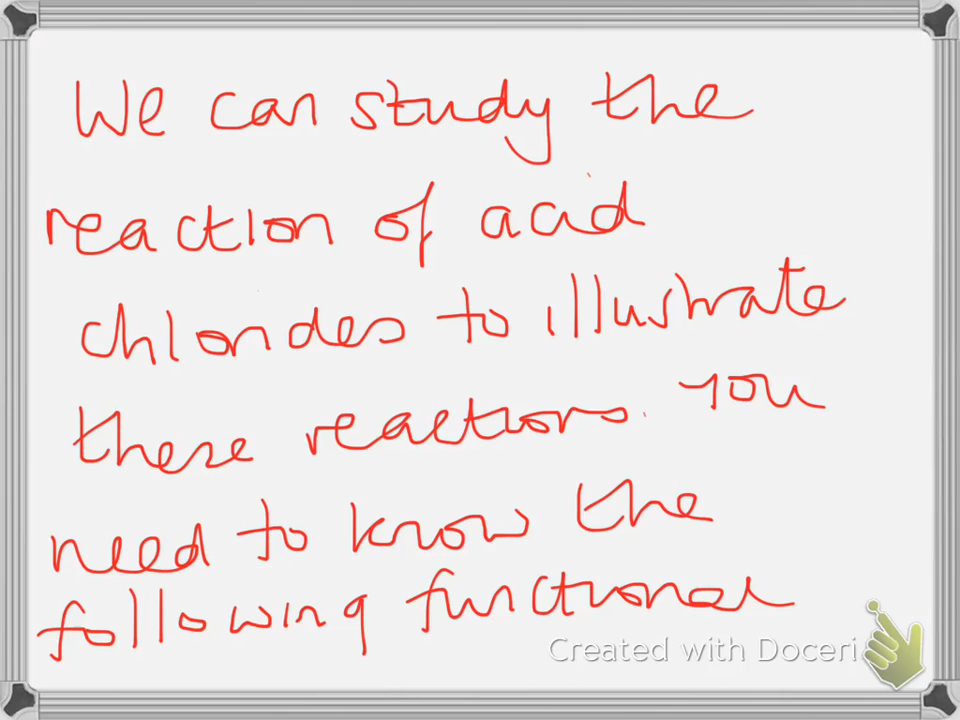 We can study the
reaction of acid
chlorides to illustrate
these reactions. You
need to know the
following functional
Created with Doceri